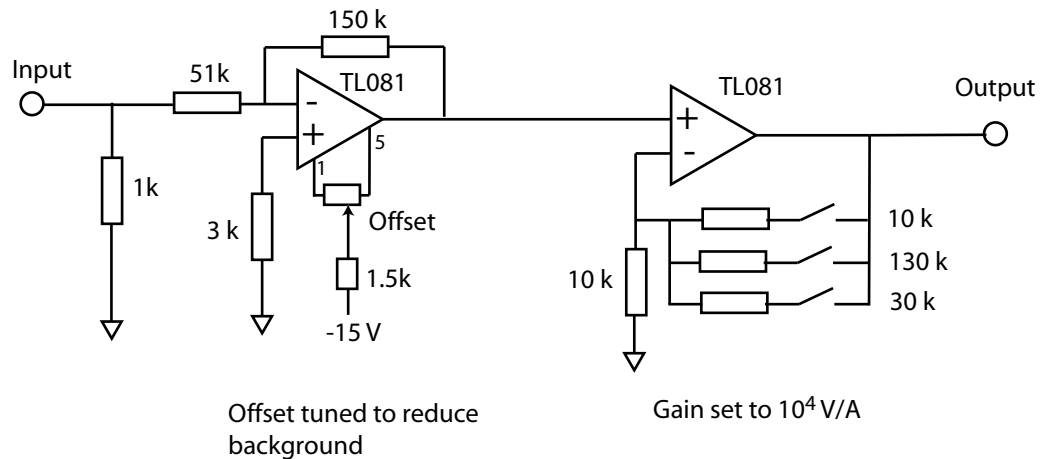 150 k
Input
51k
TL081
TL081
Output
-
+
+
-
5
1
1k
3 k
Offset
10 k
10 k
130 k
1.5k
30 k
-15 V
Offset tuned to reduce
background
Gain set to 10⁴ V/A